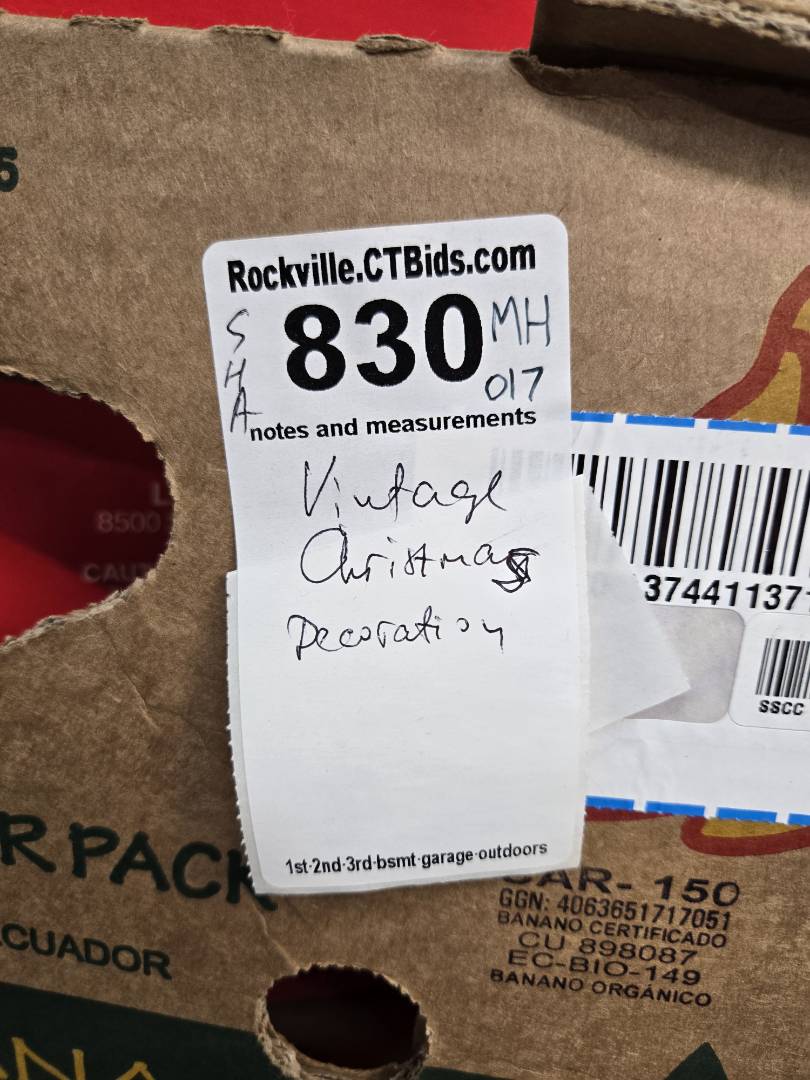 Rockville.CTBids.com
SHA
830
MH
017
notes and measurements
Vintage
Christmas
Decoration
1st-2nd-3rd-bsmt-garage-outdoors
8500
37441137
SSCC
R PACK
CUADOR
CAR- 150
GGN: 4063651717051
BANANO CERTIFICADO
CU 898087
EC-BIO-149
BANANO ORGÁNICO